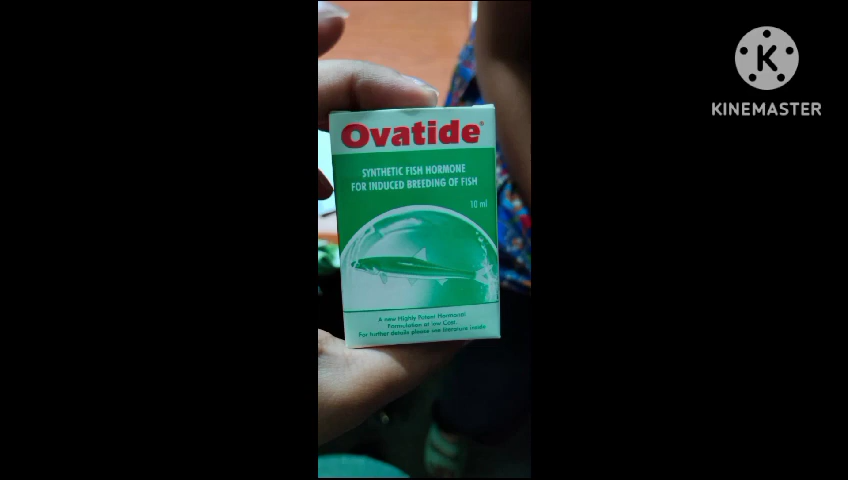 Ovatide®
SYNTHETIC FISH HORMONE
FOR INDUCED BREEDING OF FISH
10 ml
A new Highly Potent Hormonal
Formulation at low Cost.
For further details please see literature inside
K
KINEMASTER